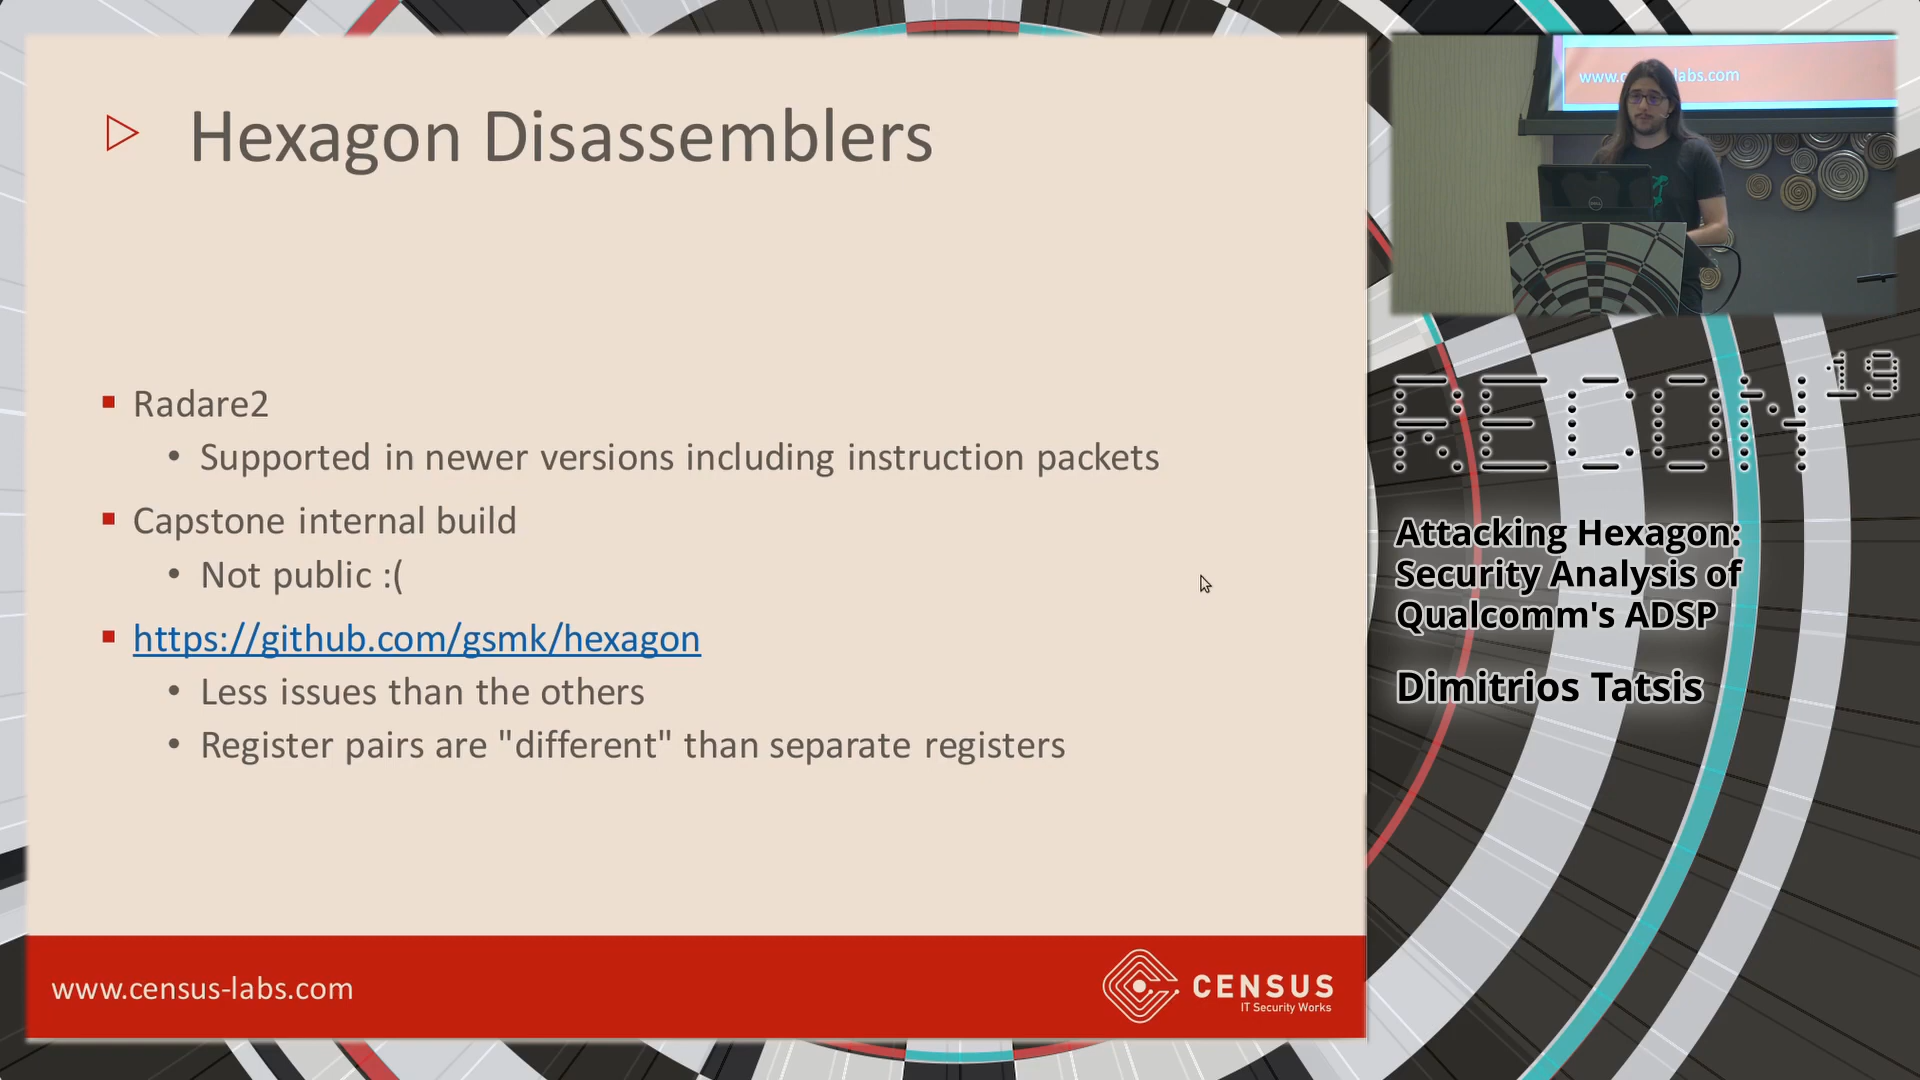 Hexagon Disassemblers
Radare2
Supported in newer versions including instruction packets
Capstone internal build
Not public :(
https://github.com/gsmk/hexagon
Less issues than the others
Register pairs are "different" than separate registers
www.census-labs.com
CENSUS
IT Security Works
RECON 19
Attacking Hexagon:
Security Analysis of
Qualcomm's ADSP
Dimitrios Tatsis